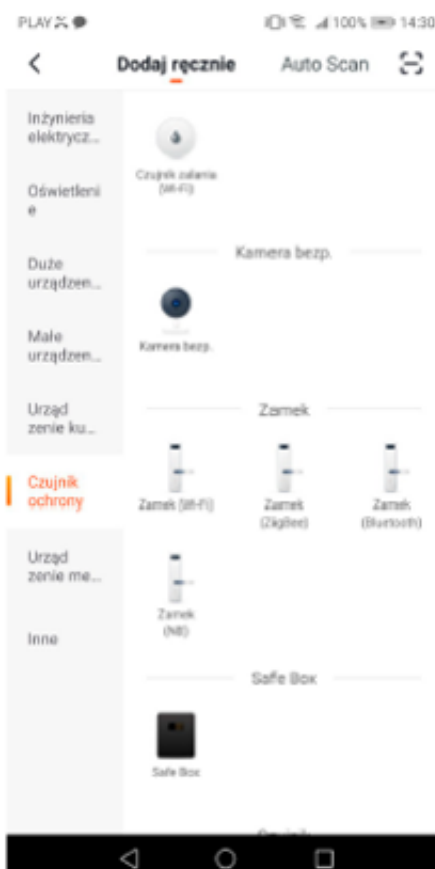 PLAY
100% 14:30
Dodaj ręcznie Auto Scan
Inżynieria
elektrycz...
Oświetleni
e
Duże
urządzen...
Małe
urządzen...
Urząd
zenie ku...
Czujnik
ochrony
Urząd
zenie me...
Inne
Czujnik zalania
(Wi-Fi)
Kamera bezp.
Kamera bezp.
Zamek
Zamek (Wi-Fi)
Zamek
(ZigBee)
Zamek
(Bluetooth)
Zamek
(NB)
Safe Box
Safe Box